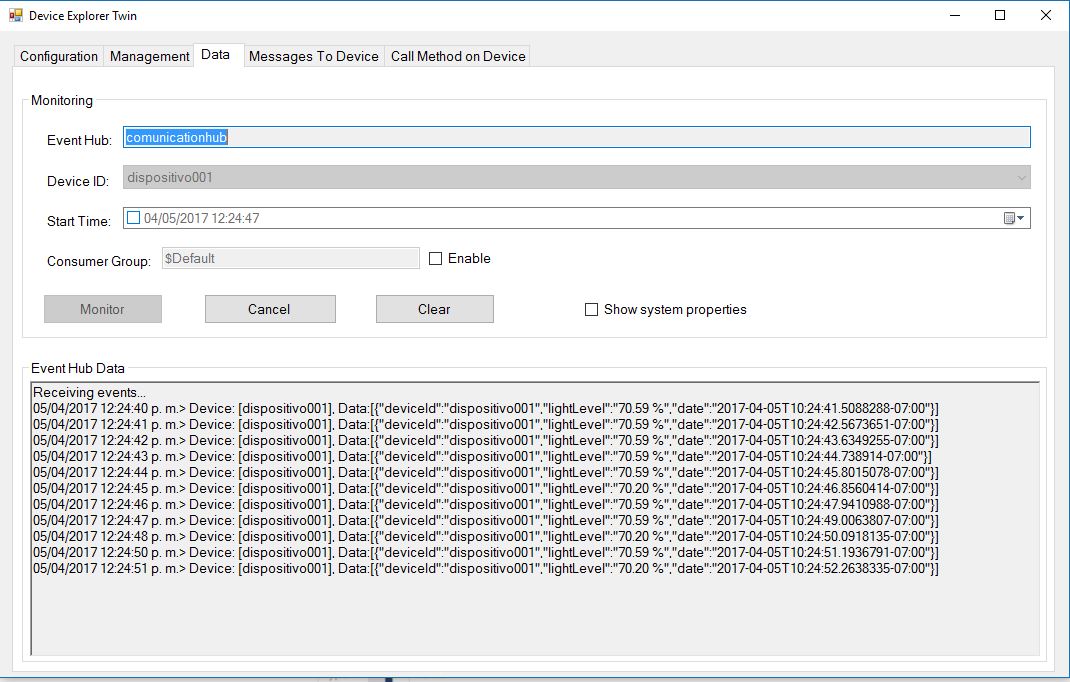 Device Explorer Twin
Configuration Management Data Messages To Device Call Method on Device
Monitoring
Event Hub: comunicationhub
Device ID: dispositivo001
Start Time: 04/05/2017 12:24:47
Consumer Group: $Default Enable
Monitor Cancel Clear Show system properties
Event Hub Data
Receiving events...
05/04/2017 12:24:40 p. m.> Device: [dispositivo001], Data:[{"deviceId":"dispositivo001","lightLevel":"70.59 %","date":"2017-04-05T10:24:41.5088288-07:00"}]
05/04/2017 12:24:41 p. m.> Device: [dispositivo001], Data:[{"deviceId":"dispositivo001","lightLevel":"70.59 %","date":"2017-04-05T10:24:42.5673651-07:00"}]
05/04/2017 12:24:42 p. m.> Device: [dispositivo001], Data:[{"deviceId":"dispositivo001","lightLevel":"70.59 %","date":"2017-04-05T10:24:43.6349255-07:00"}]
05/04/2017 12:24:43 p. m.> Device: [dispositivo001], Data:[{"deviceId":"dispositivo001","lightLevel":"70.59 %","date":"2017-04-05T10:24:44.738914-07:00"}]
05/04/2017 12:24:44 p. m.> Device: [dispositivo001], Data:[{"deviceId":"dispositivo001","lightLevel":"70.59 %","date":"2017-04-05T10:24:45.8015078-07:00"}]
05/04/2017 12:24:45 p. m.> Device: [dispositivo001], Data:[{"deviceId":"dispositivo001","lightLevel":"70.20 %","date":"2017-04-05T10:24:46.8560414-07:00"}]
05/04/2017 12:24:46 p. m.> Device: [dispositivo001], Data:[{"deviceId":"dispositivo001","lightLevel":"70.59 %","date":"2017-04-05T10:24:47.9410988-07:00"}]
05/04/2017 12:24:47 p. m.> Device: [dispositivo001], Data:[{"deviceId":"dispositivo001","lightLevel":"70.59 %","date":"2017-04-05T10:24:49.0063807-07:00"}]
05/04/2017 12:24:48 p. m.> Device: [dispositivo001], Data:[{"deviceId":"dispositivo001","lightLevel":"70.20 %","date":"2017-04-05T10:24:50.0918135-07:00"}]
05/04/2017 12:24:50 p. m.> Device: [dispositivo001], Data:[{"deviceId":"dispositivo001","lightLevel":"70.59 %","date":"2017-04-05T10:24:51.1936791-07:00"}]
05/04/2017 12:24:51 p. m.> Device: [dispositivo001], Data:[{"deviceId":"dispositivo001","lightLevel":"70.20 %","date":"2017-04-05T10:24:52.2638335-07:00"}]